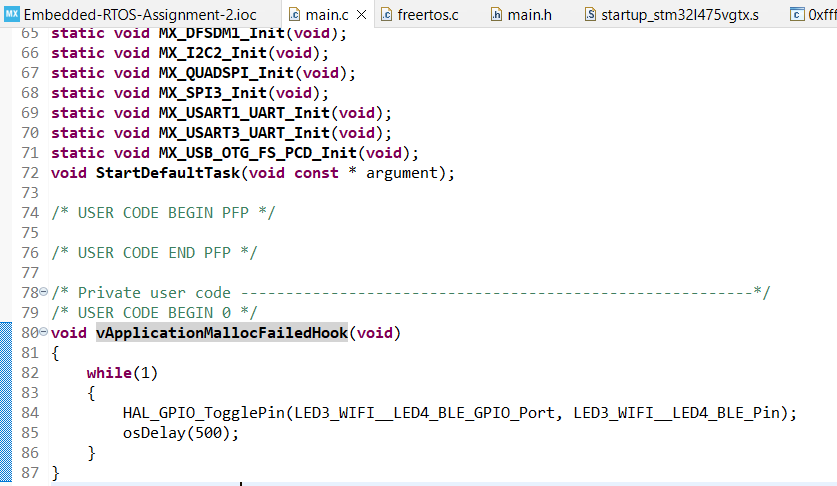 Embedded-RTOS-Assignment-2.ioc main.c freertos.c main.h startup_stm32l475vgtx.s 0xfff
65 static void MX_DFSDM1_Init(void);
66 static void MX_I2C2_Init(void);
67 static void MX_QUADSPI_Init(void);
68 static void MX_SPI3_Init(void);
69 static void MX_USART1_UART_Init(void);
70 static void MX_USART3_UART_Init(void);
71 static void MX_USB_OTG_FS_PCD_Init(void);
72 void StartDefaultTask(void const * argument);
73
74 /* USER CODE BEGIN PFP */
75
76 /* USER CODE END PFP */
77
78 /* Private user code ---------------------------------------------------------*/
79 /* USER CODE BEGIN 0 */
80 void vApplicationMallocFailedHook(void)
81 {
82     while(1)
83     {
84         HAL_GPIO_TogglePin(LED3_WIFI__LED4_BLE_GPIO_Port, LED3_WIFI__LED4_BLE_Pin);
85         osDelay(500);
86     }
87 }